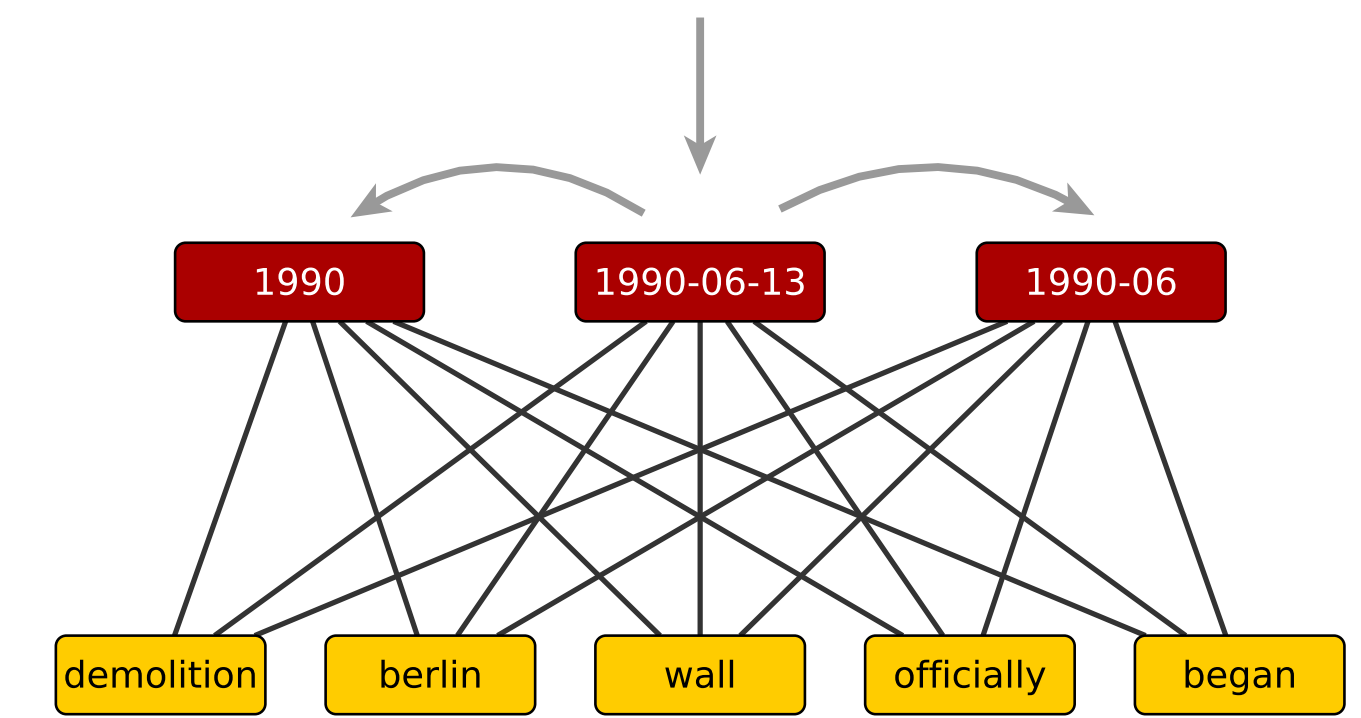 1990
1990-06-13
1990-06
demolition
berlin
wall
officially
began